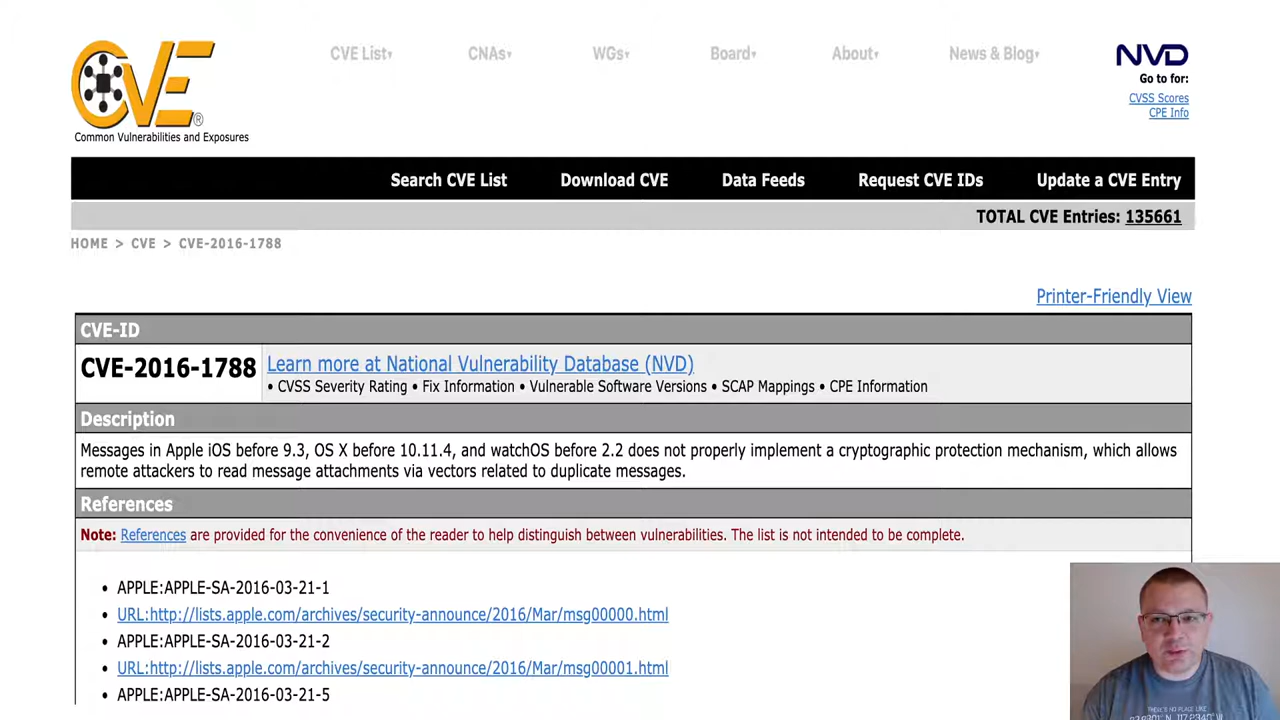 CVE®
Common Vulnerabilities and Exposures
CVE List▾ CNAs▾ WGs▾ Board▾ About▾ News & Blog▾
NVD
Go to for:
CVSS Scores
CPE Info
Search CVE List Download CVE Data Feeds Request CVE IDs Update a CVE Entry
TOTAL CVE Entries: 135661
HOME > CVE > CVE-2016-1788
Printer-Friendly View
CVE-ID
CVE-2016-1788 Learn more at National Vulnerability Database (NVD)
• CVSS Severity Rating • Fix Information • Vulnerable Software Versions • SCAP Mappings • CPE Information
Description
Messages in Apple iOS before 9.3, OS X before 10.11.4, and watchOS before 2.2 does not properly implement a cryptographic protection mechanism, which allows
remote attackers to read message attachments via vectors related to duplicate messages.
References
Note: References are provided for the convenience of the reader to help distinguish between vulnerabilities. The list is not intended to be complete.
• APPLE:APPLE-SA-2016-03-21-1
• URL:http://lists.apple.com/archives/security-announce/2016/Mar/msg00000.html
• APPLE:APPLE-SA-2016-03-21-2
• URL:http://lists.apple.com/archives/security-announce/2016/Mar/msg00001.html
• APPLE:APPLE-SA-2016-03-21-5
THERE'S NO PLACE LIKE